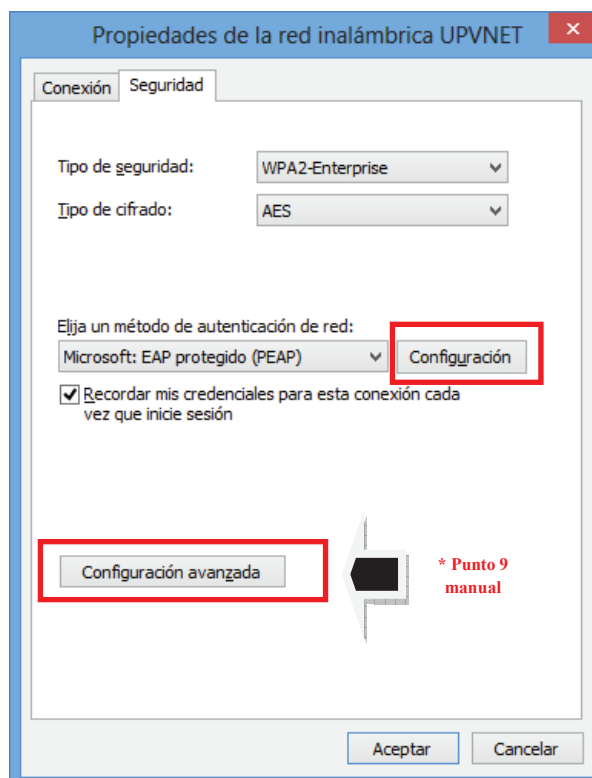 Propiedades de la red inalámbrica UPVNET
Conexión
Seguridad
Tipo de seguridad:
WPA2-Enterprise
Tipo de cifrado:
AES
Elija un método de autenticación de red:
Microsoft: EAP protegido (PEAP)
Configuración
Recordar mis credenciales para esta conexión cada
vez que inicie sesión
Configuración avanzada
* Punto 9
manual
Aceptar
Cancelar